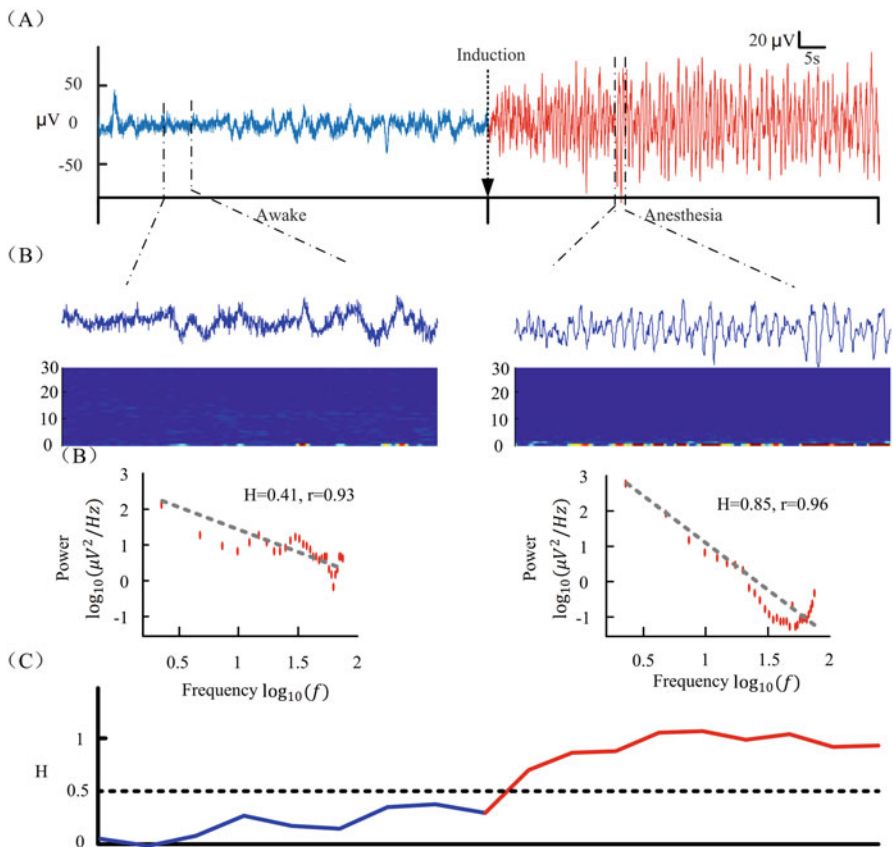 （A）
Induction
20 μV
5s
50
μV
0
-50
Awake
Anesthesia
（B）
30
20
10
0
30
20
10
0
（B）
H=0.41, r=0.93
3
2
1
0
-1
Power
log₁₀(μV²/Hz)
0.5
1
1.5
2
Frequency log₁₀(f)
H=0.85, r=0.96
3
2
1
0
-1
Power
log₁₀(μV²/Hz)
0.5
1
1.5
2
Frequency log₁₀(f)
（C）
1
H
0.5
0